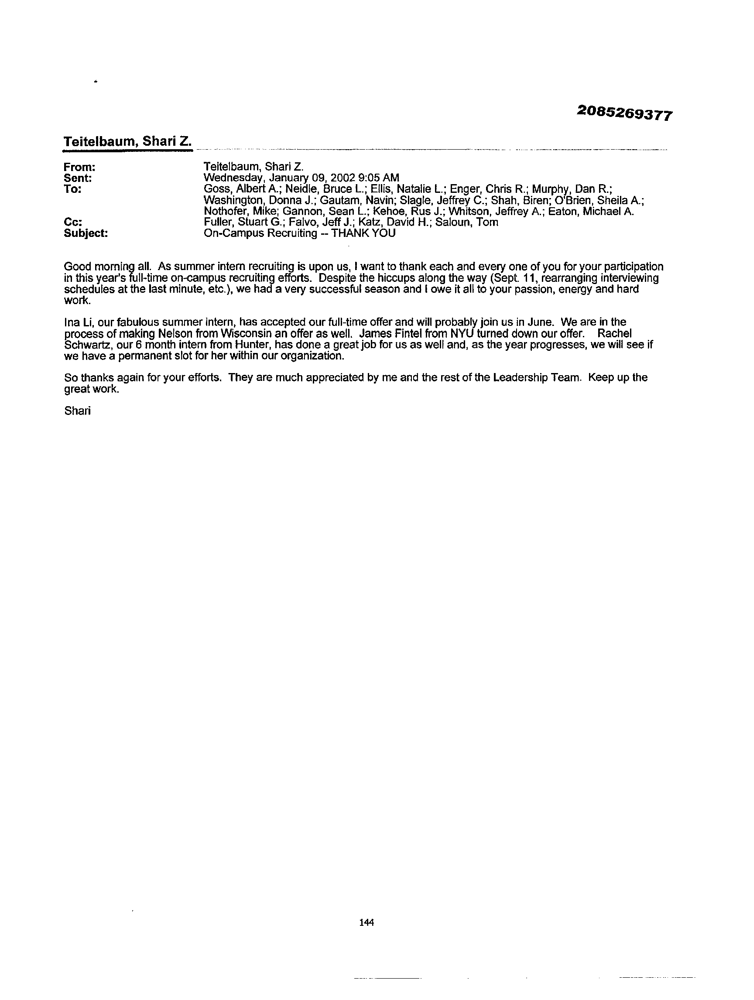 2085269377
Teitelbaum, Shari Z.
From: Teitelbaum, Shari Z.
Sent: Wednesday, January 09, 2002 9:05 AM
To: Goss, Albert A.; Neidle, Bruce L.; Ellis, Natalie L.; Enger, Chris R.; Murphy, Dan R.;
Washington, Donna J.; Gautam, Navin; Slagle, Jeffrey C.; Shah, Biren; O'Brien, Sheila A.;
Nothofer, Mike; Gannon, Sean L.; Kehoe, Rus J.; Whitson, Jeffrey A.; Eaton, Michael A.
Cc: Fuller, Stuart G.; Falvo, Jeff J.; Katz, David H.; Saloun, Tom
Subject: On-Campus Recruiting -- THANK YOU
Good morning all. As summer intern recruiting is upon us, I want to thank each and every one of you for your participation
in this year's full-time on-campus recruiting efforts. Despite the hiccups along the way (Sept. 11, rearranging interviewing
schedules at the last minute, etc.), we had a very successful season and I owe it all to your passion, energy and hard
work.
Ina Li, our fabulous summer intern, has accepted our full-time offer and will probably join us in June. We are in the
process of making Nelson from Wisconsin an offer as well. James Fintel from NYU turned down our offer. Rachel
Schwartz, our 6 month intern from Hunter, has done a great job for us as well and, as the year progresses, we will see if
we have a permanent slot for her within our organization.
So thanks again for your efforts. They are much appreciated by me and the rest of the Leadership Team. Keep up the
great work.
Shari
144